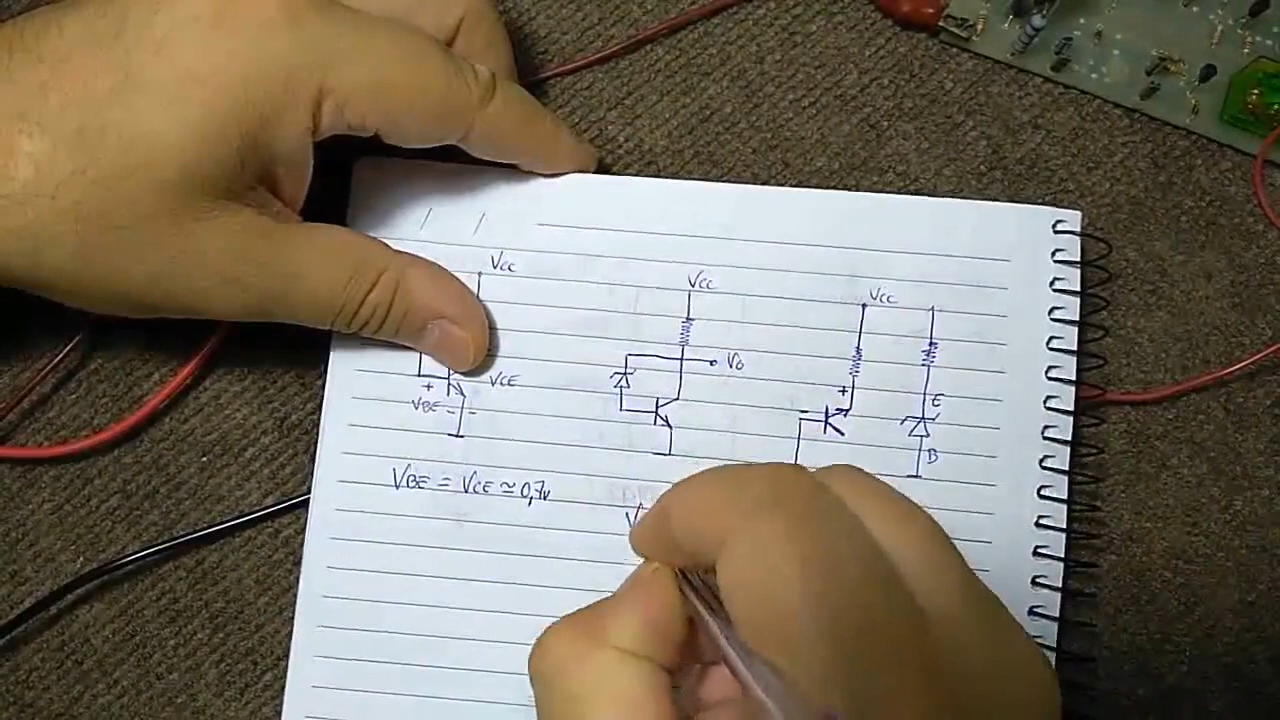 Vcc
Vcc
Vcc
Vo
+
VCE
+
E
VBE -
-
B
VBE = VCE ≃ 0,7v
V